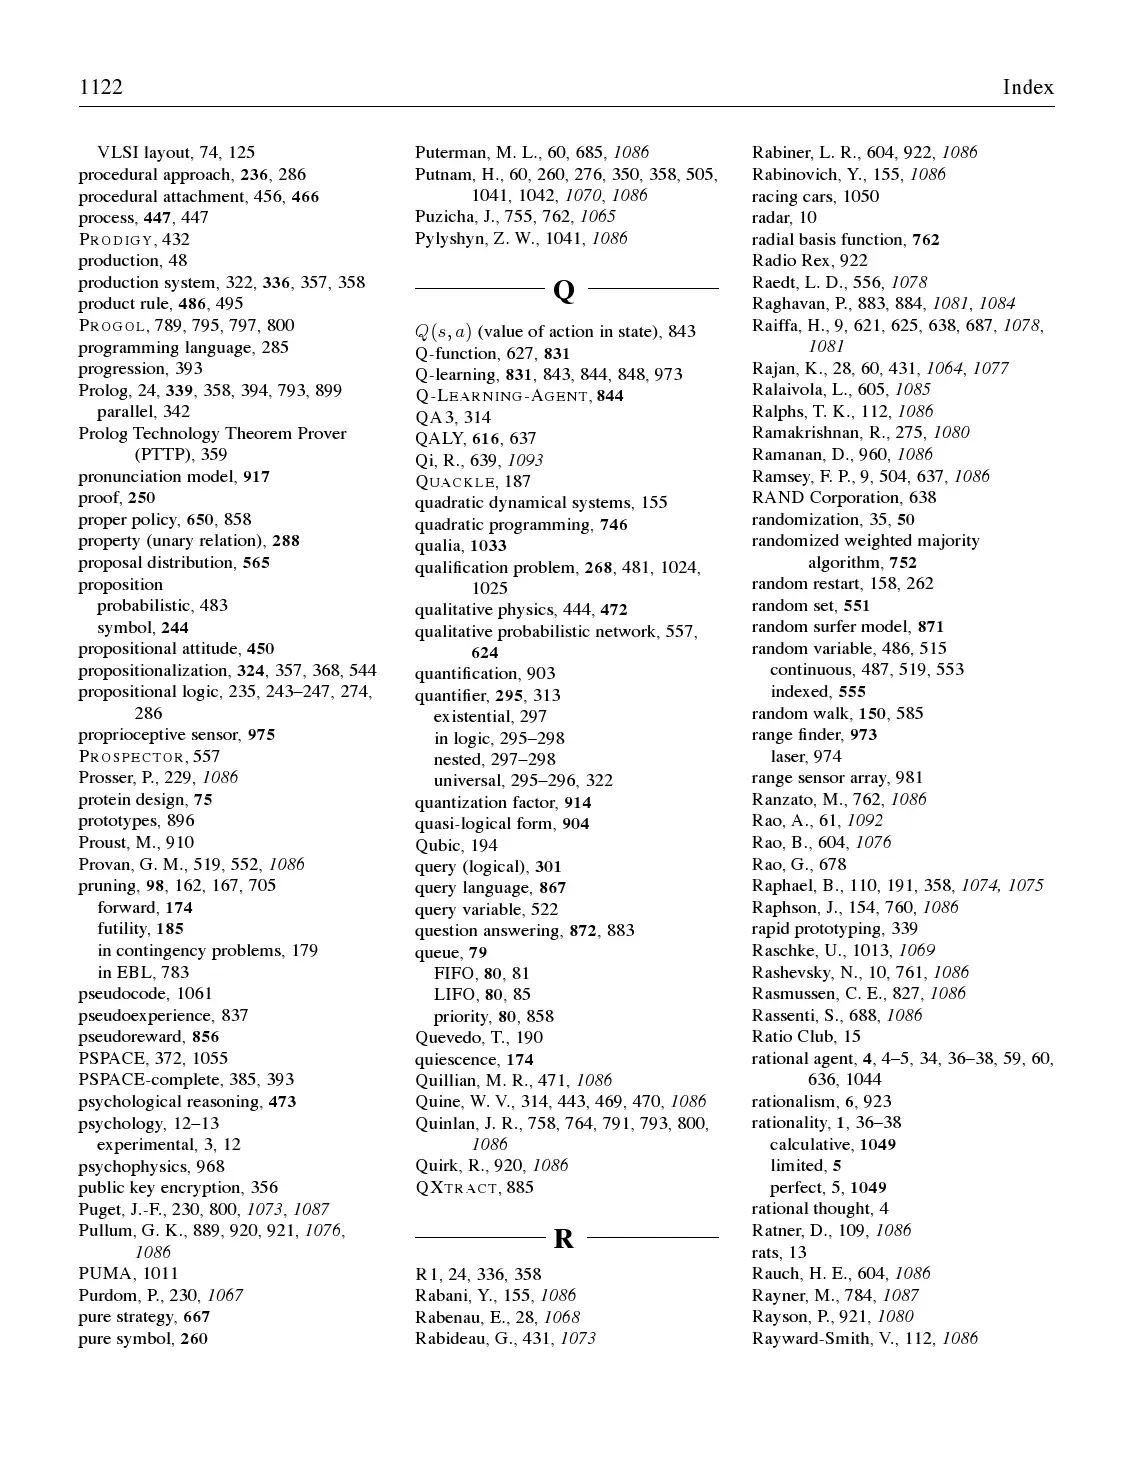 1122
Index
VLSI layout, 74, 125
procedural approach, 236, 286
procedural attachment, 456, 466
process, 447, 447
PRODIGY, 432
production, 48
production system, 322, 336, 357, 358
product rule, 486, 495
PROGOL, 789, 795, 797, 800
programming language, 285
progression, 393
Prolog, 24, 339, 358, 394, 793, 899
parallel, 342
Prolog Technology Theorem Prover
(PTTP), 359
pronunciation model, 917
proof, 250
proper policy, 650, 858
property (unary relation), 288
proposal distribution, 565
proposition
probabilistic, 483
symbol, 244
propositional attitude, 450
propositionalization, 324, 357, 368, 544
propositional logic, 235, 243–247, 274,
286
proprioceptive sensor, 975
PROSPECTOR, 557
Prosser, P., 229, 1086
protein design, 75
prototypes, 896
Proust, M., 910
Provan, G. M., 519, 552, 1086
pruning, 98, 162, 167, 705
forward, 174
futility, 185
in contingency problems, 179
in EBL, 783
pseudocode, 1061
pseudoexperience, 837
pseudoreward, 856
PSPACE, 372, 1055
PSPACE-complete, 385, 393
psychological reasoning, 473
psychology, 12–13
experimental, 3, 12
psychophysics, 968
public key encryption, 356
Puget, J.-F., 230, 800, 1073, 1087
Pullum, G. K., 889, 920, 921, 1076,
1086
PUMA, 1011
Purdom, P., 230, 1067
pure strategy, 667
pure symbol, 260
Puterman, M. L., 60, 685, 1086
Putnam, H., 60, 260, 276, 350, 358, 505,
1041, 1042, 1070, 1086
Puzicha, J., 755, 762, 1065
Pylyshyn, Z. W., 1041, 1086
Q
Q(s, a) (value of action in state), 843
Q-function, 627, 831
Q-learning, 831, 843, 844, 848, 973
Q-LEARNING-AGENT, 844
QA3, 314
QALY, 616, 637
Qi, R., 639, 1093
QUACKLE, 187
quadratic dynamical systems, 155
quadratic programming, 746
qualia, 1033
qualification problem, 268, 481, 1024,
1025
qualitative physics, 444, 472
qualitative probabilistic network, 557,
624
quantification, 903
quantifier, 295, 313
existential, 297
in logic, 295–298
nested, 297–298
universal, 295–296, 322
quantization factor, 914
quasi-logical form, 904
Qubic, 194
query (logical), 301
query language, 867
query variable, 522
question answering, 872, 883
queue, 79
FIFO, 80, 81
LIFO, 80, 85
priority, 80, 858
Quevedo, T., 190
quiescence, 174
Quillian, M. R., 471, 1086
Quine, W. V., 314, 443, 469, 470, 1086
Quinlan, J. R., 758, 764, 791, 793, 800,
1086
Quirk, R., 920, 1086
QXTRACT, 885
R
R1, 24, 336, 358
Rabani, Y., 155, 1086
Rabenau, E., 28, 1068
Rabideau, G., 431, 1073
Rabiner, L. R., 604, 922, 1086
Rabinovich, Y., 155, 1086
racing cars, 1050
radar, 10
radial basis function, 762
Radio Rex, 922
Raedt, L. D., 556, 1078
Raghavan, P., 883, 884, 1081, 1084
Raiffa, H., 9, 621, 625, 638, 687, 1078,
1081
Rajan, K., 28, 60, 431, 1064, 1077
Ralaivola, L., 605, 1085
Ralphs, T. K., 112, 1086
Ramakrishnan, R., 275, 1080
Ramanan, D., 960, 1086
Ramsey, F. P., 9, 504, 637, 1086
RAND Corporation, 638
randomization, 35, 50
randomized weighted majority
algorithm, 752
random restart, 158, 262
random set, 551
random surfer model, 871
random variable, 486, 515
continuous, 487, 519, 553
indexed, 555
random walk, 150, 585
range finder, 973
laser, 974
range sensor array, 981
Ranzato, M., 762, 1086
Rao, A., 61, 1092
Rao, B., 604, 1076
Rao, G., 678
Raphael, B., 110, 191, 358, 1074, 1075
Raphson, J., 154, 760, 1086
rapid prototyping, 339
Raschke, U., 1013, 1069
Rashevsky, N., 10, 761, 1086
Rasmussen, C. E., 827, 1086
Rassenti, S., 688, 1086
Ratio Club, 15
rational agent, 4, 4–5, 34, 36–38, 59, 60,
636, 1044
rationalism, 6, 923
rationality, 1, 36–38
calculative, 1049
limited, 5
perfect, 5, 1049
rational thought, 4
Ratner, D., 109, 1086
rats, 13
Rauch, H. E., 604, 1086
Rayner, M., 784, 1087
Rayson, P., 921, 1080
Rayward-Smith, V., 112, 1086